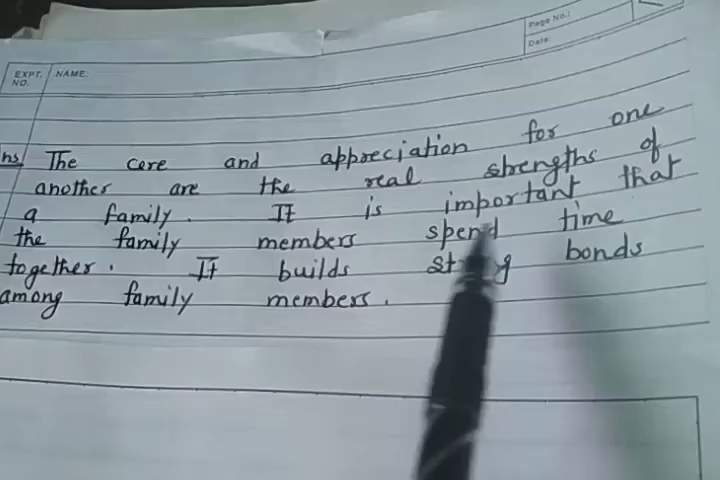 Page No.:
Date:
EXPT. NO.
NAME:
ns The care and appreciation for one
another are the real strengths of
a family. It is important that
the family members spend time
together. It builds bonds
among family members.